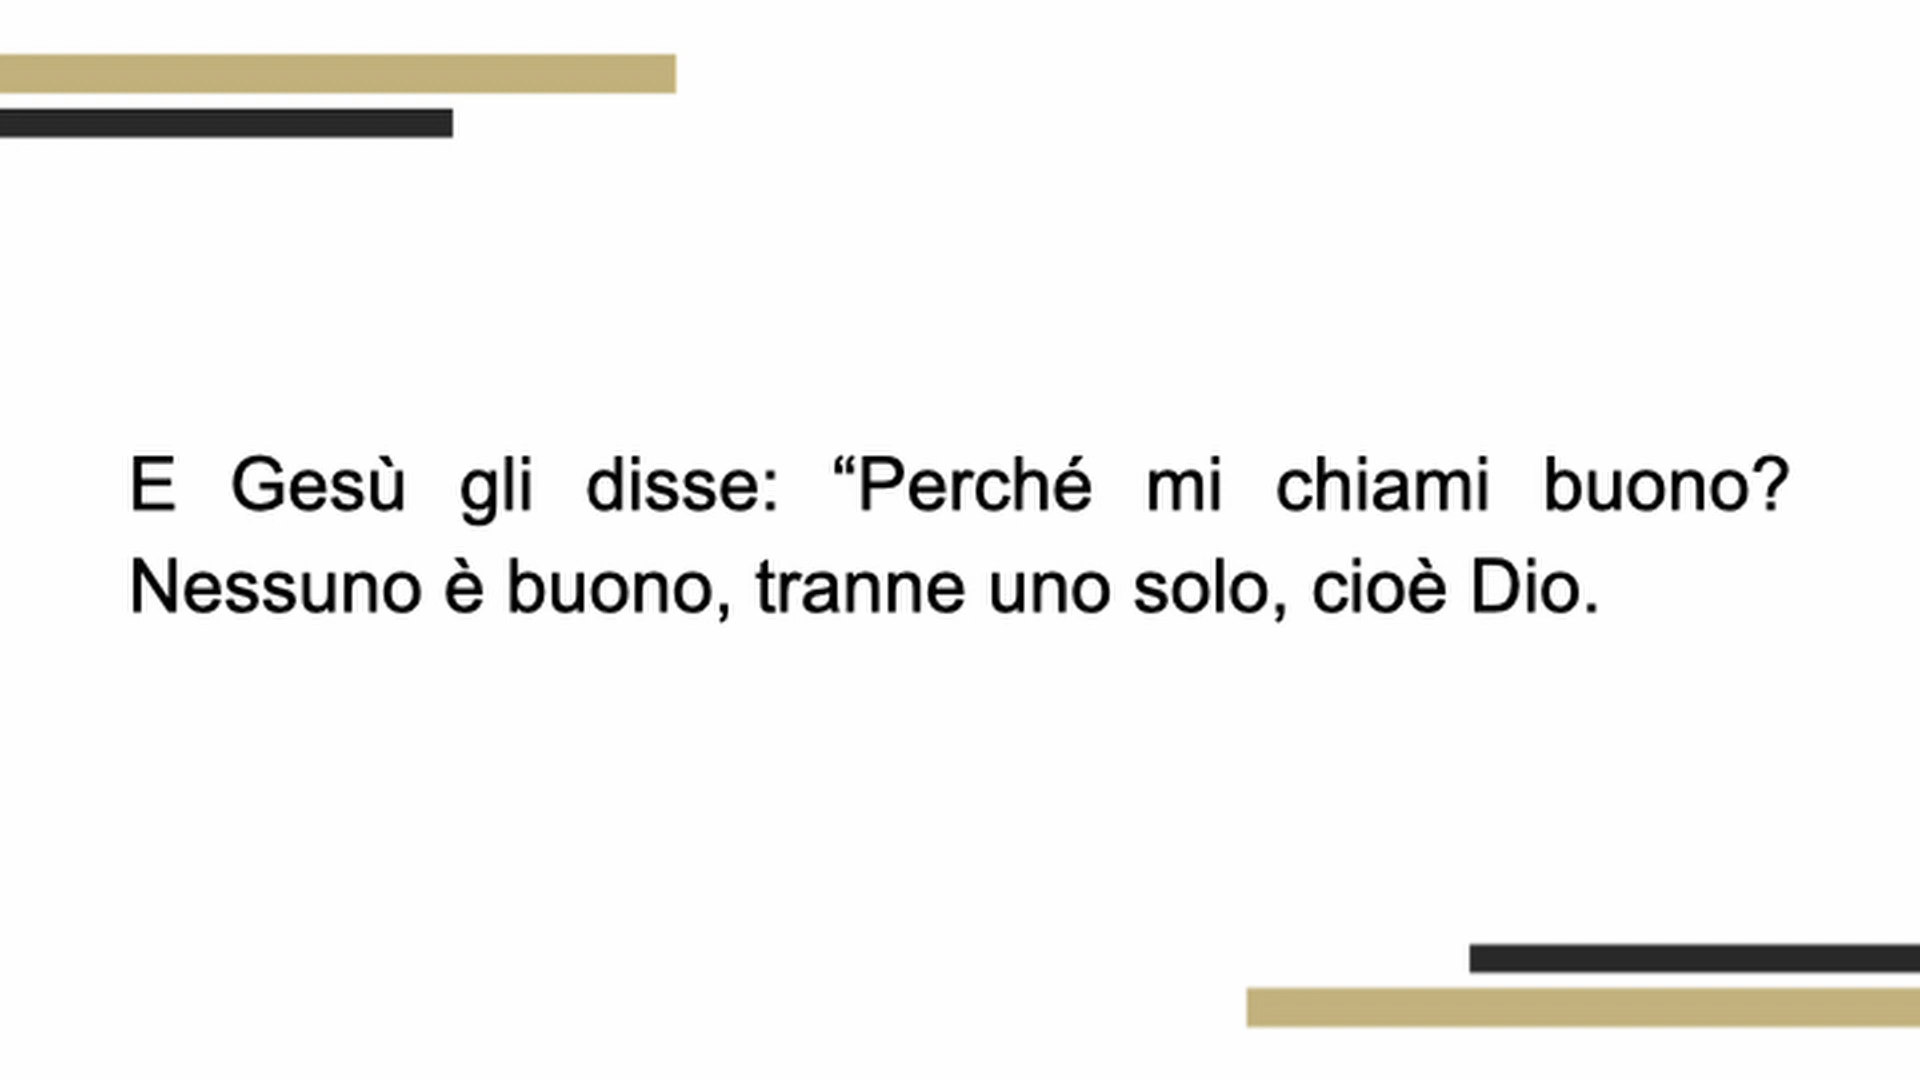 E Gesù gli disse: “Perché mi chiami buono?
Nessuno è buono, tranne uno solo, cioè Dio.